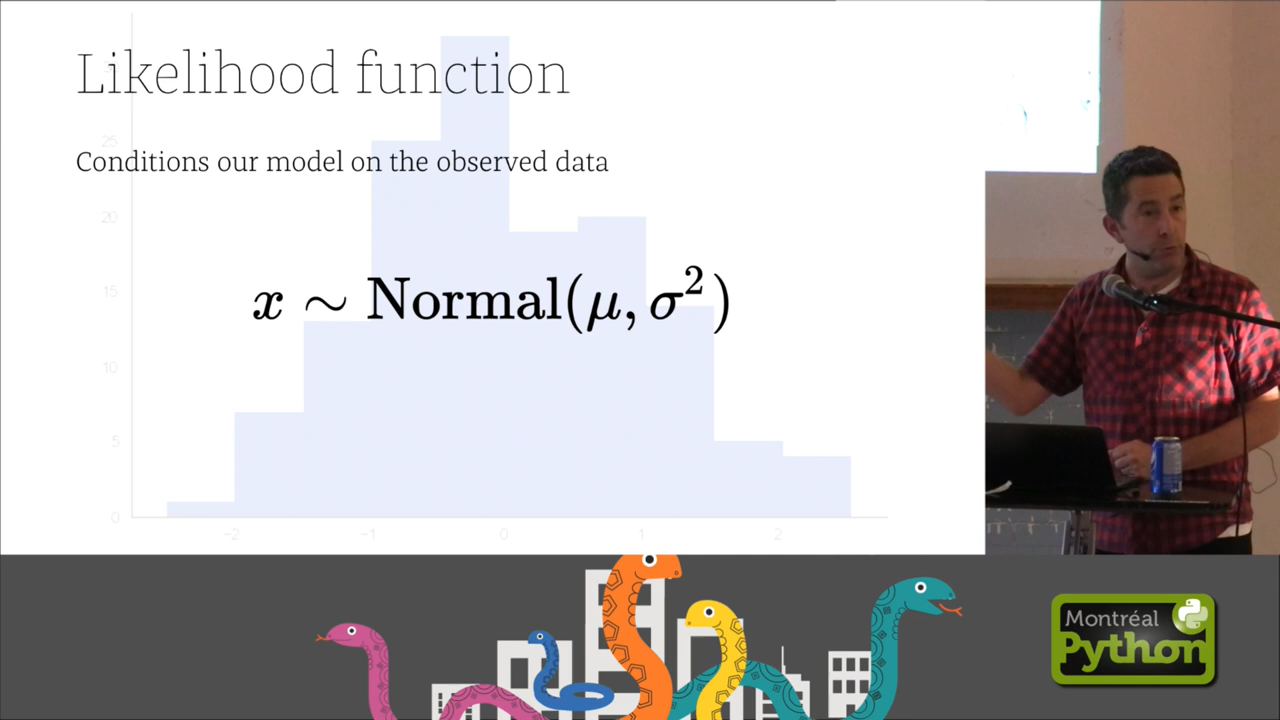 Likelihood function
Conditions our model on the observed data
x ∼ Normal(μ, σ²)
25
20
15
10
5
0
−2 −1 0 1 2
Montréal
Python